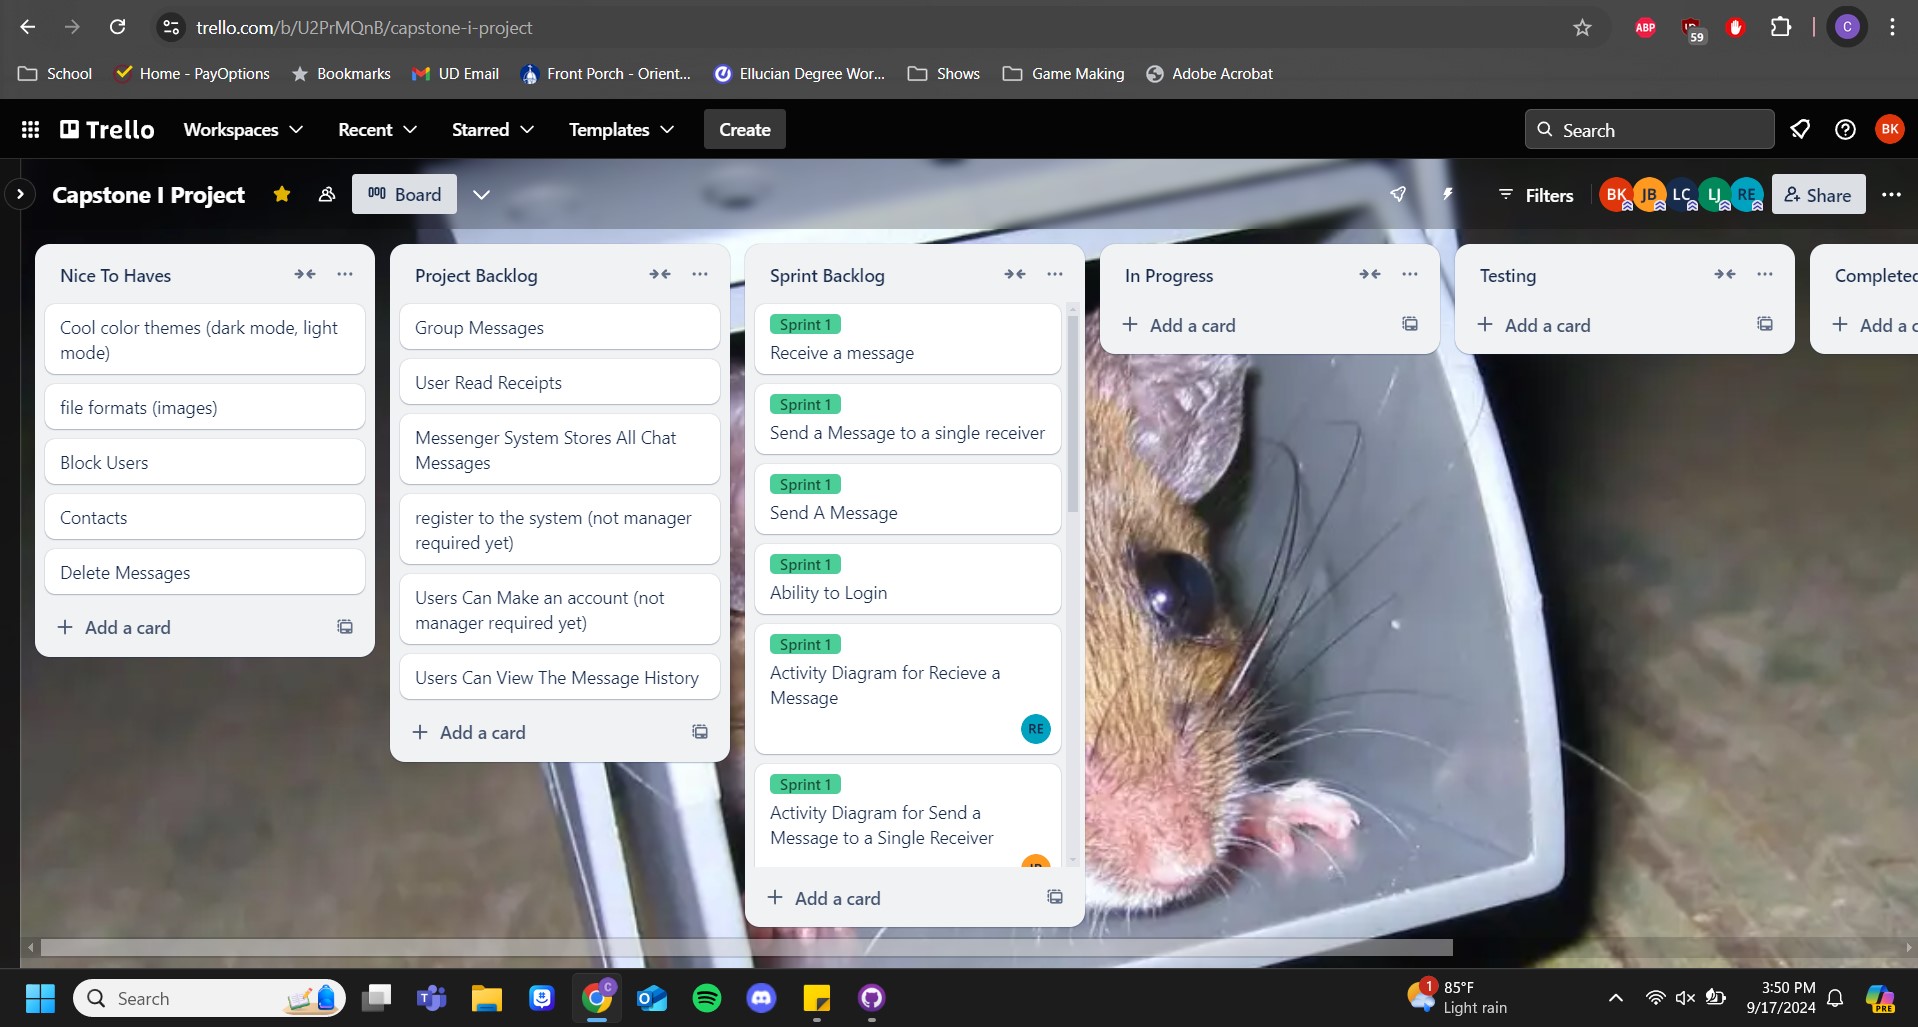 trello.com/b/U2PrMQnB/capstone-i-project
ABP
59
C
School
Home - PayOptions
Bookmarks
UD Email
Front Porch - Orient...
Ellucian Degree Wor...
Shows
Game Making
Adobe Acrobat
Trello
Workspaces
Recent
Starred
Templates
Create
Search
BK
Capstone I Project
Board
Filters
BK
JB
LC
LJ
RE
Share
Nice To Haves
Cool color themes (dark mode, light
mode)
file formats (images)
Block Users
Contacts
Delete Messages
Add a card
Project Backlog
Group Messages
User Read Receipts
Messenger System Stores All Chat
Messages
register to the system (not manager
required yet)
Users Can Make an account (not
manager required yet)
Users Can View The Message History
Add a card
Sprint Backlog
Sprint 1
Receive a message
Sprint 1
Send a Message to a single receiver
Sprint 1
Send A Message
Sprint 1
Ability to Login
Sprint 1
Activity Diagram for Recieve a
Message
RE
Sprint 1
Activity Diagram for Send a
Message to a Single Receiver
JB
Add a card
In Progress
Add a card
Testing
Add a card
Completed
Add a c
Search
C
1
85°F
Light rain
3:50 PM
9/17/2024
PRE